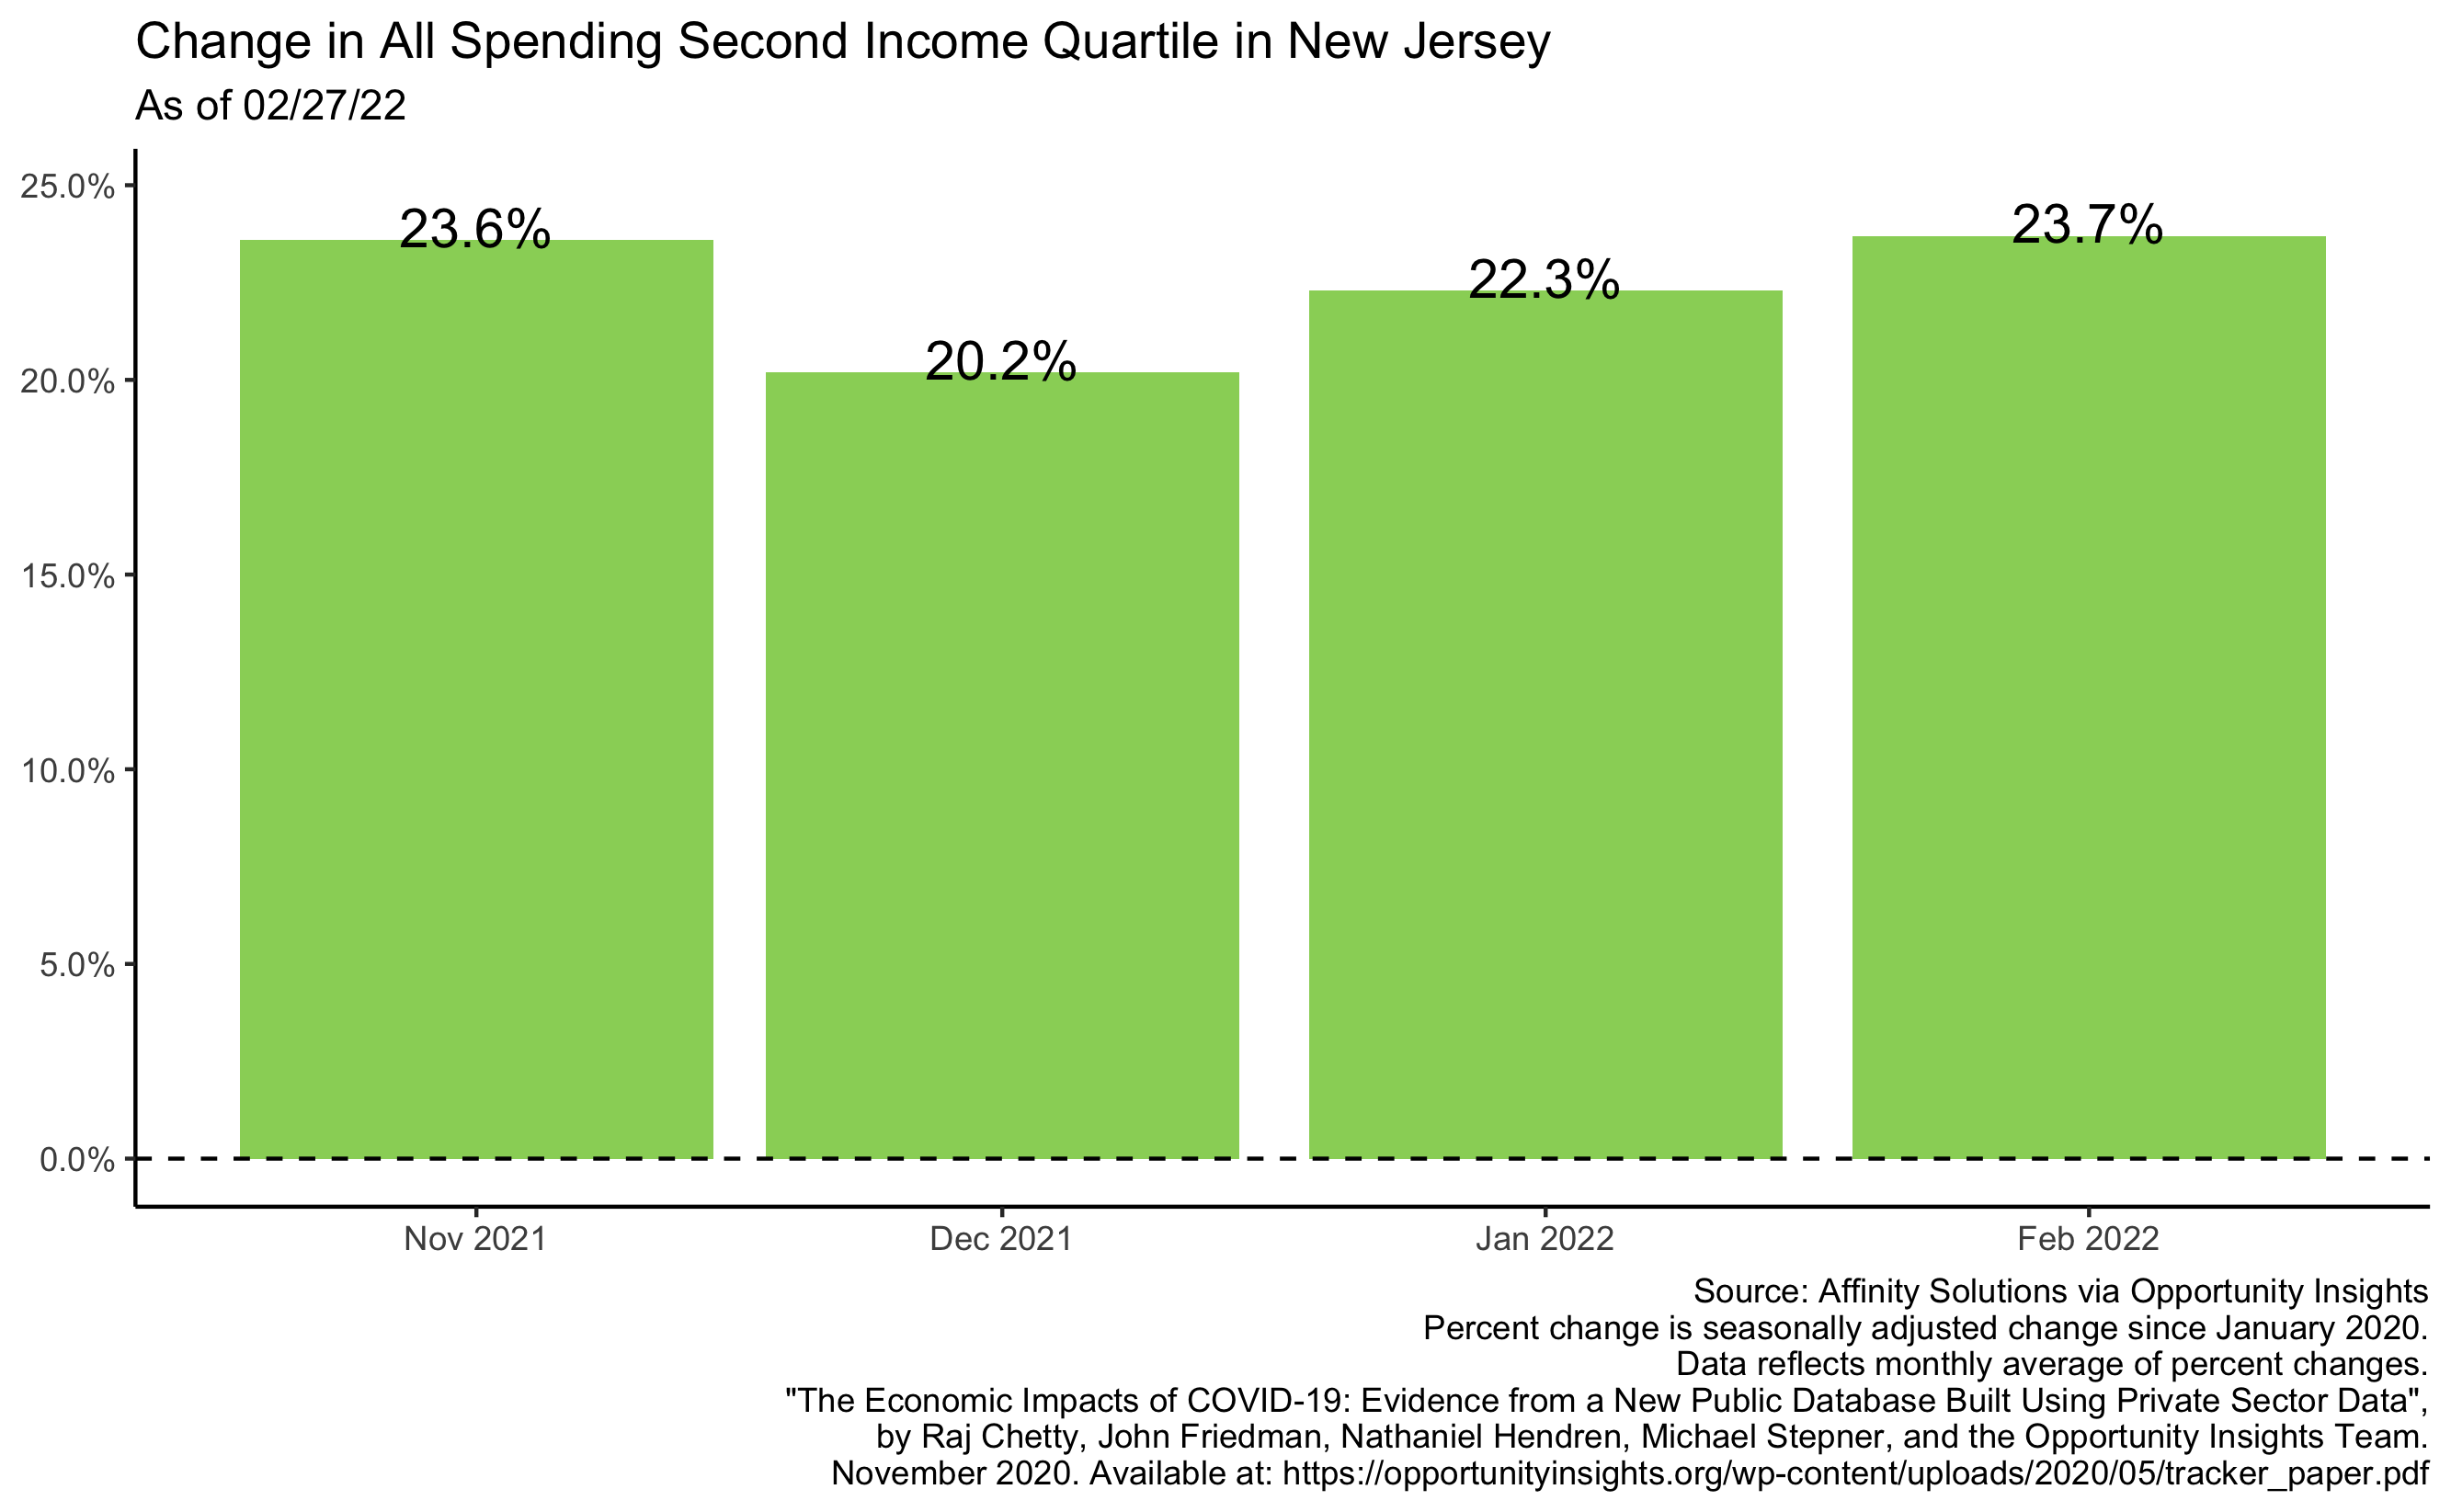 Change in All Spending Second Income Quartile in New Jersey
As of 02/27/22
25.0%
20.0%
15.0%
10.0%
5.0%
0.0%
23.6%
20.2%
22.3%
23.7%
Nov 2021
Dec 2021
Jan 2022
Feb 2022
Source: Affinity Solutions via Opportunity Insights
Percent change is seasonally adjusted change since January 2020.
Data reflects monthly average of percent changes.
"The Economic Impacts of COVID-19: Evidence from a New Public Database Built Using Private Sector Data",
by Raj Chetty, John Friedman, Nathaniel Hendren, Michael Stepner, and the Opportunity Insights Team.
November 2020. Available at: https://opportunityinsights.org/wp-content/uploads/2020/05/tracker_paper.pdf